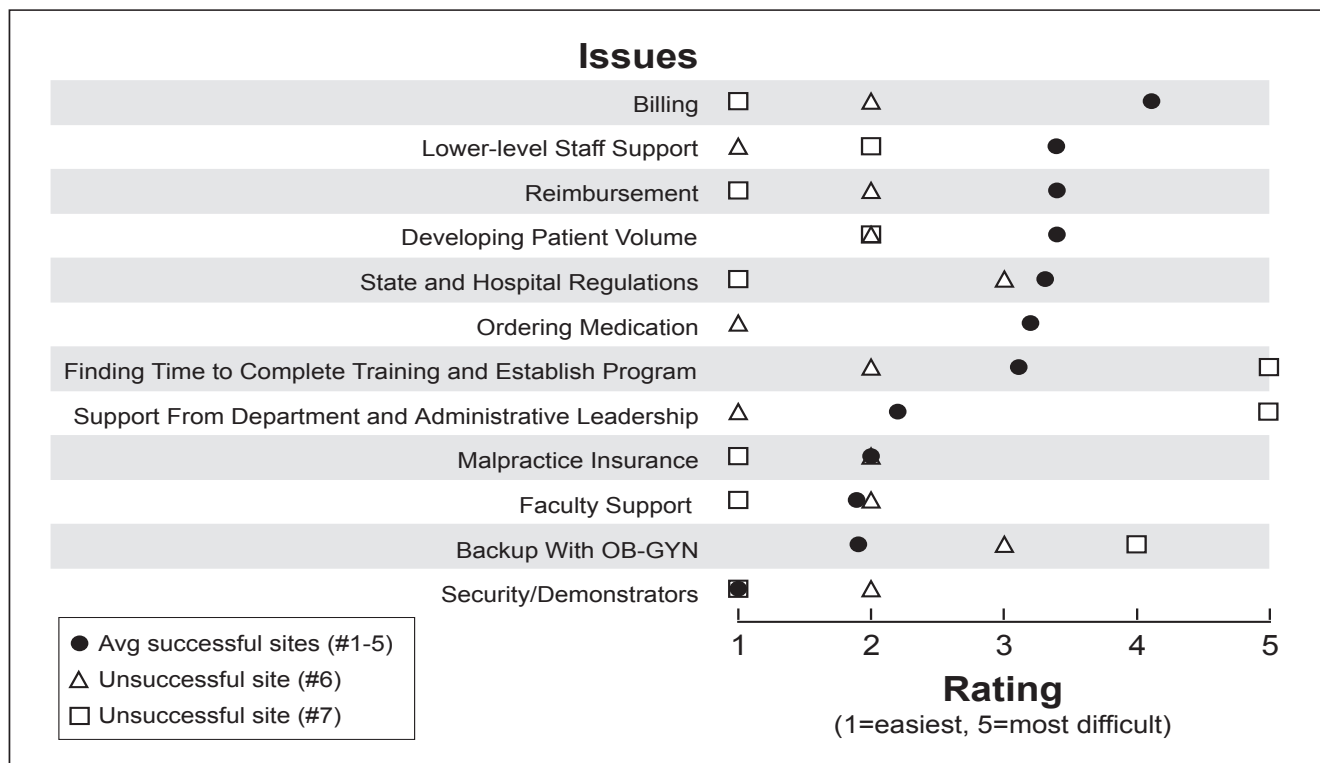 Issues
Billing
Lower-level Staff Support
Reimbursement
Developing Patient Volume
State and Hospital Regulations
Ordering Medication
Finding Time to Complete Training and Establish Program
Support From Department and Administrative Leadership
Malpractice Insurance
Faculty Support
Backup With OB-GYN
Security/Demonstrators
Avg successful sites (#1-5)
Unsuccessful site (#6)
Unsuccessful site (#7)
1 2 3 4 5
Rating
(1=easiest, 5=most difficult)